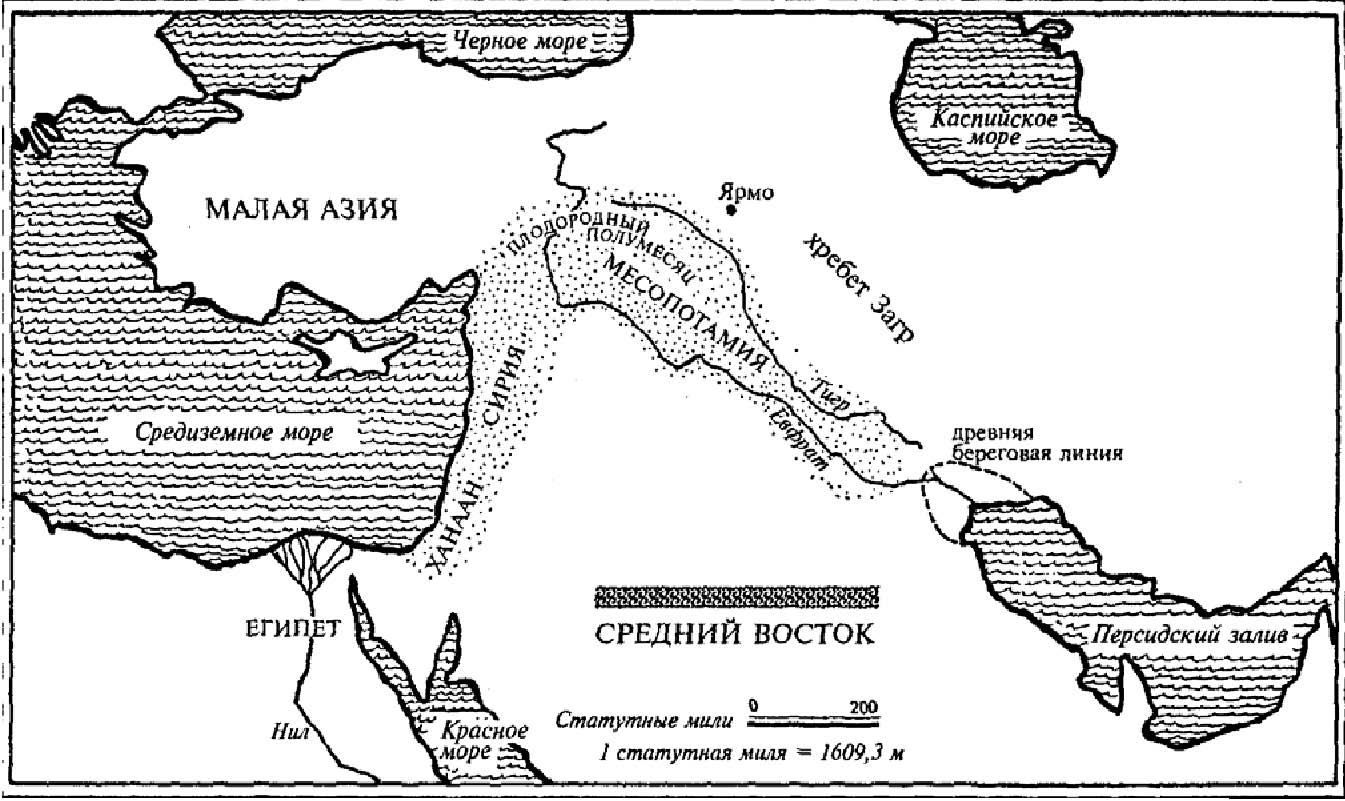 Черное море
Каспийское
море
МАЛАЯ АЗИЯ
Ярмо
ПЛОДОРОДНЫЙ
ПОЛУМЕСЯЦ
МЕСОПОТАМИЯ
хребет Загр
СИРИЯ
Тигр
Евфрат
Средиземное море
древняя
береговая линия
ХАНААН
ЕГИПЕТ
СРЕДНИЙ ВОСТОК
Персидский залив
Нил
Красное
море
Статутные мили 0 200
1 статутная миля = 1609,3 м